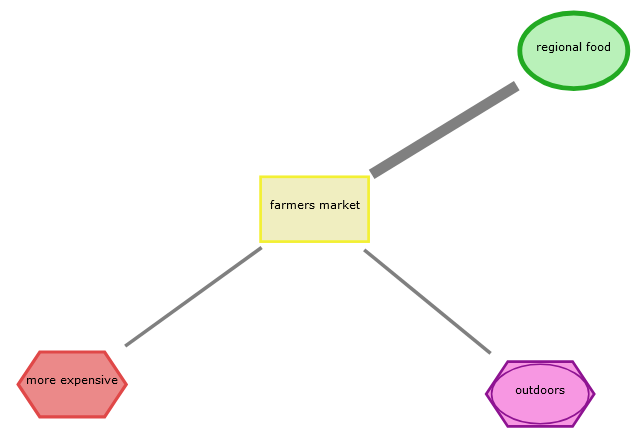 regional food
farmers market
more expensive
outdoors